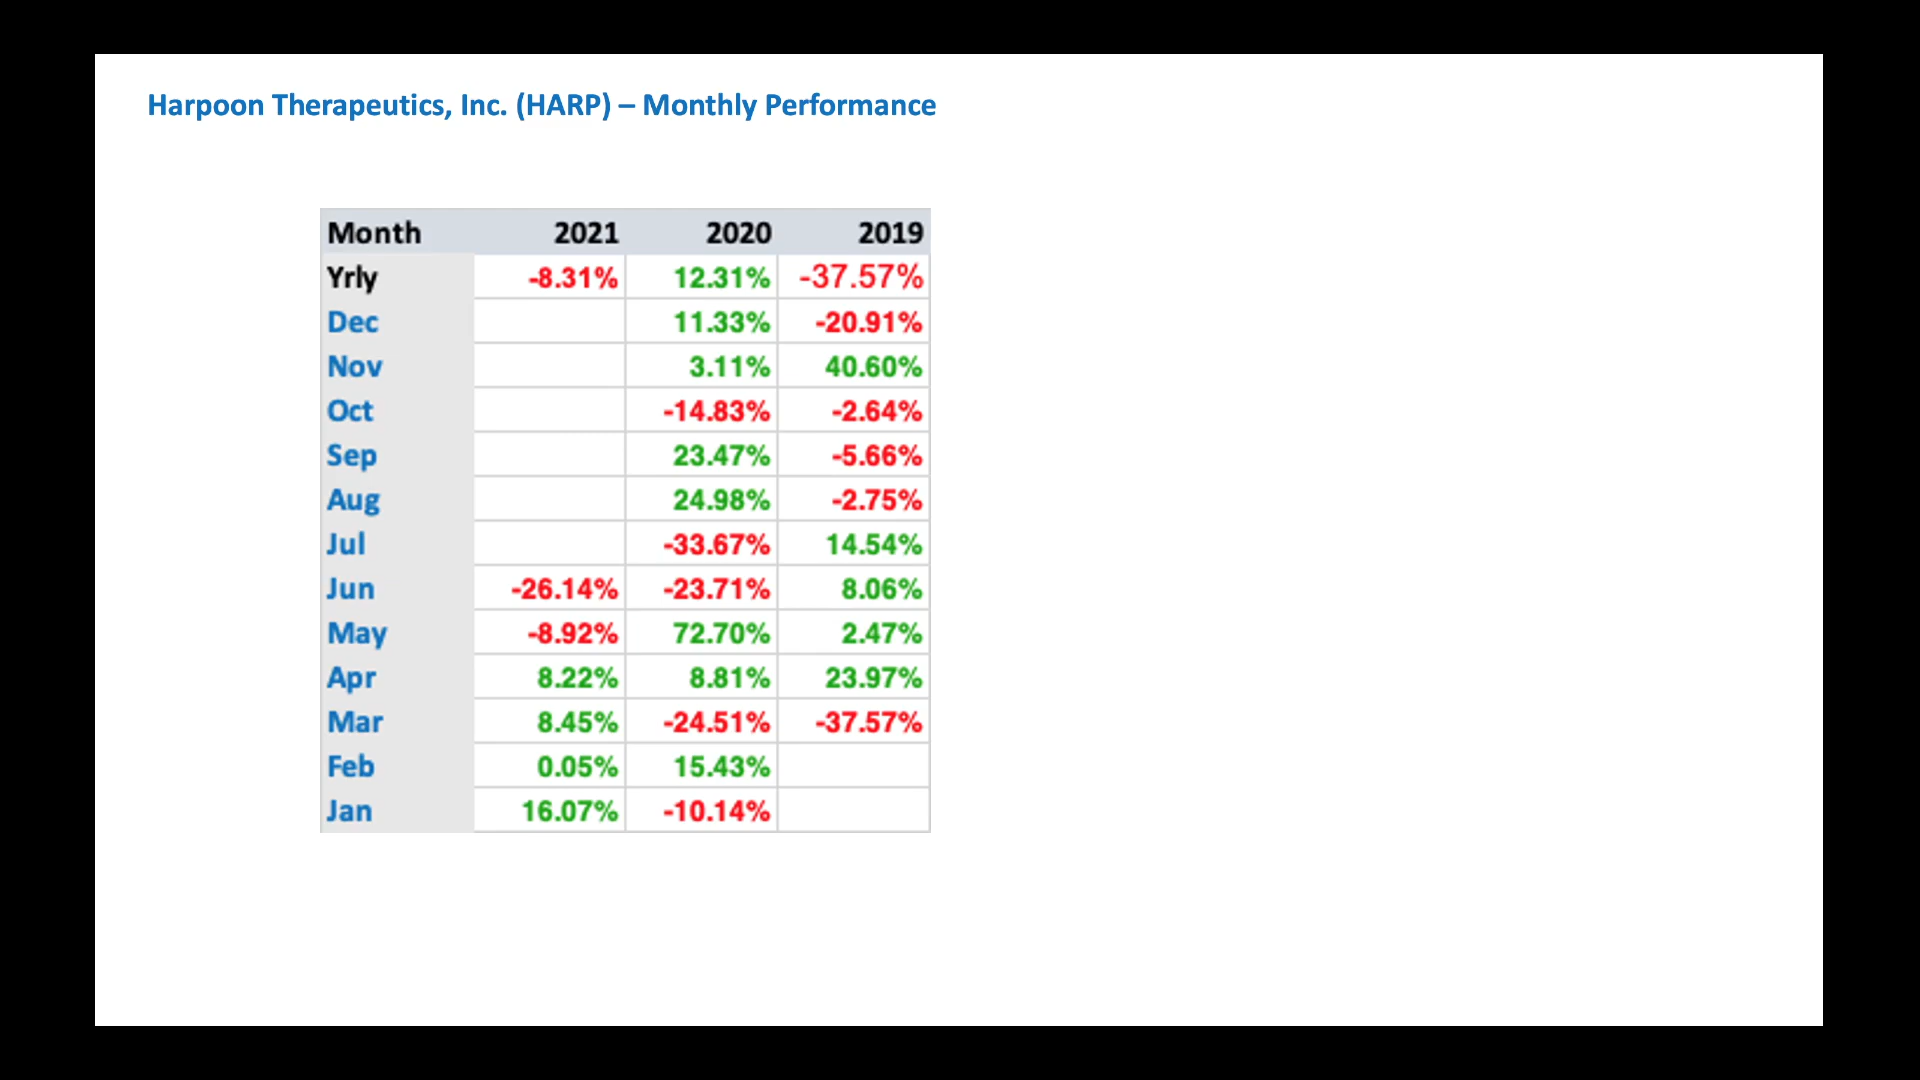 Harpoon Therapeutics, Inc. (HARP) – Monthly Performance
Month 2021 2020 2019
Yrly -8.31% 12.31% -37.57%
Dec 11.33% -20.91%
Nov 3.11% 40.60%
Oct -14.83% -2.64%
Sep 23.47% -5.66%
Aug 24.98% -2.75%
Jul -33.67% 14.54%
Jun -26.14% -23.71% 8.06%
May -8.92% 72.70% 2.47%
Apr 8.22% 8.81% 23.97%
Mar 8.45% -24.51% -37.57%
Feb 0.05% 15.43%
Jan 16.07% -10.14%